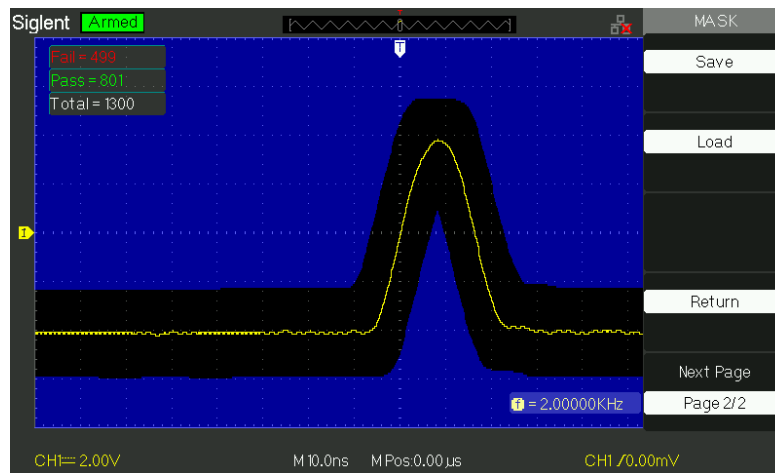 Siglent Armed MASK
Fail = 499
Pass = 801
Total = 1300
T
Save
Load
1
Return
Next Page
f = 2.00000KHz
Page 2/2
CH1 2.00V M 10.0ns M Pos:0.00µs CH1 0.00mV